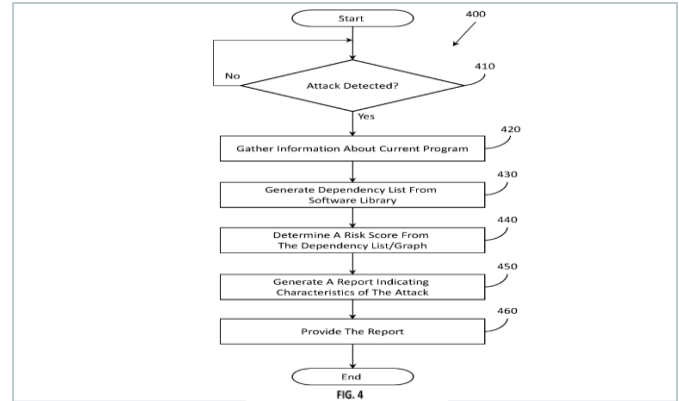 Start
400
410
Attack Detected?
No
Yes
420
Gather Information About Current Program
430
Generate Dependency List From
Software Library
440
Determine A Risk Score From
The Dependency List/Graph
450
Generate A Report Indicating
Characteristics of The Attack
460
Provide The Report
End
FIG. 4